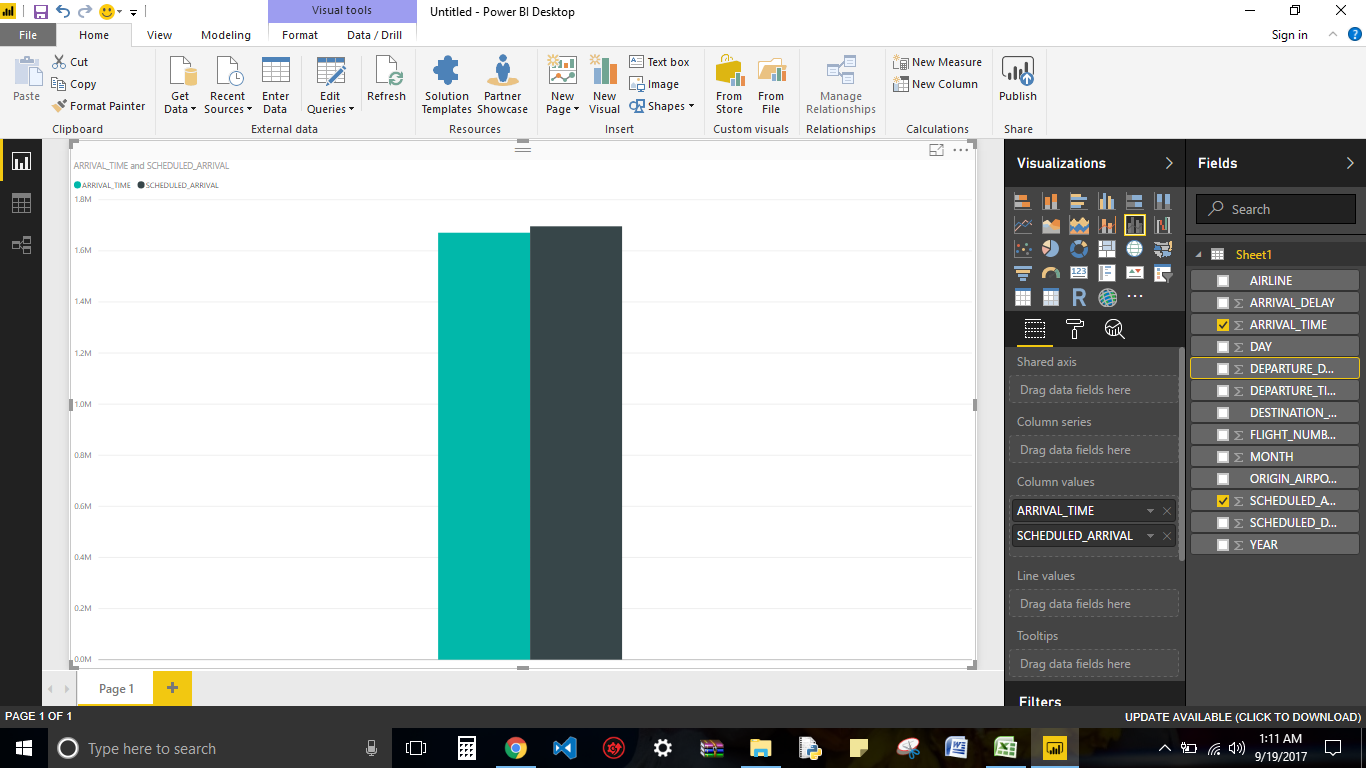 Visual tools
Untitled - Power BI Desktop
File
Home
View
Modeling
Format
Data / Drill
Sign in
Paste
Cut
Copy
Format Painter
Clipboard
Get Data
Recent Sources
Enter Data
Edit Queries
Refresh
External data
Solution Templates
Partner Showcase
Resources
New Page
New Visual
Text box
Image
Shapes
Insert
From Store
From File
Custom visuals
Manage Relationships
Relationships
New Measure
New Column
Calculations
Publish
Share
ARRIVAL_TIME and SCHEDULED_ARRIVAL
ARRIVAL_TIME
SCHEDULED_ARRIVAL
1.8M
1.6M
1.4M
1.2M
1.0M
0.8M
0.6M
0.4M
0.2M
0.0M
Visualizations
123
R
Shared axis
Drag data fields here
Column series
Drag data fields here
Column values
ARRIVAL_TIME
SCHEDULED_ARRIVAL
Line values
Drag data fields here
Tooltips
Drag data fields here
Filters
Fields
Search
Sheet1
AIRLINE
ARRIVAL_DELAY
ARRIVAL_TIME
DAY
DEPARTURE_D...
DEPARTURE_TI...
DESTINATION_...
FLIGHT_NUMB...
MONTH
ORIGIN_AIRPO...
SCHEDULED_A...
SCHEDULED_D...
YEAR
Page 1
PAGE 1 OF 1
UPDATE AVAILABLE (CLICK TO DOWNLOAD)
Type here to search
1:11 AM
9/19/2017